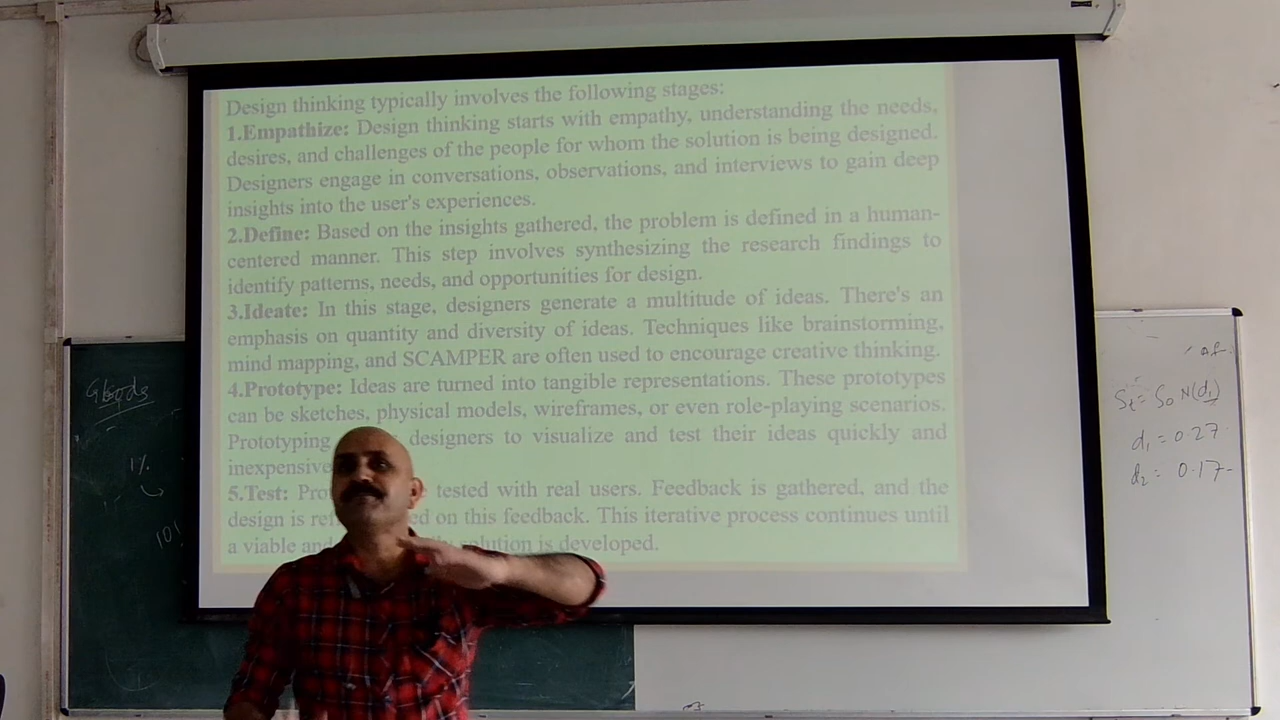 Design thinking typically involves the following stages:
1.Empathize: Design thinking starts with empathy, understanding the needs,
desires, and challenges of the people for whom the solution is being designed.
Designers engage in conversations, observations, and interviews to gain deep
insights into the user's experiences.
2.Define: Based on the insights gathered, the problem is defined in a human-
centered manner. This step involves synthesizing the research findings to
identify patterns, needs, and opportunities for design.
3.Ideate: In this stage, designers generate a multitude of ideas. There's an
emphasis on quantity and diversity of ideas. Techniques like brainstorming,
mind mapping, and SCAMPER are often used to encourage creative thinking.
4.Prototype: Ideas are turned into tangible representations. These prototypes
can be sketches, physical models, wireframes, or even role-playing scenarios.
Prototyping designers to visualize and test their ideas quickly and
inexpensive
5.Test: tested with real users. Feedback is gathered, and the
design is on this feedback. This iterative process continues until
a viable solution is developed.
1%
10
St = S0 N(d1)
d1 = 0.27
d2 = 0.17